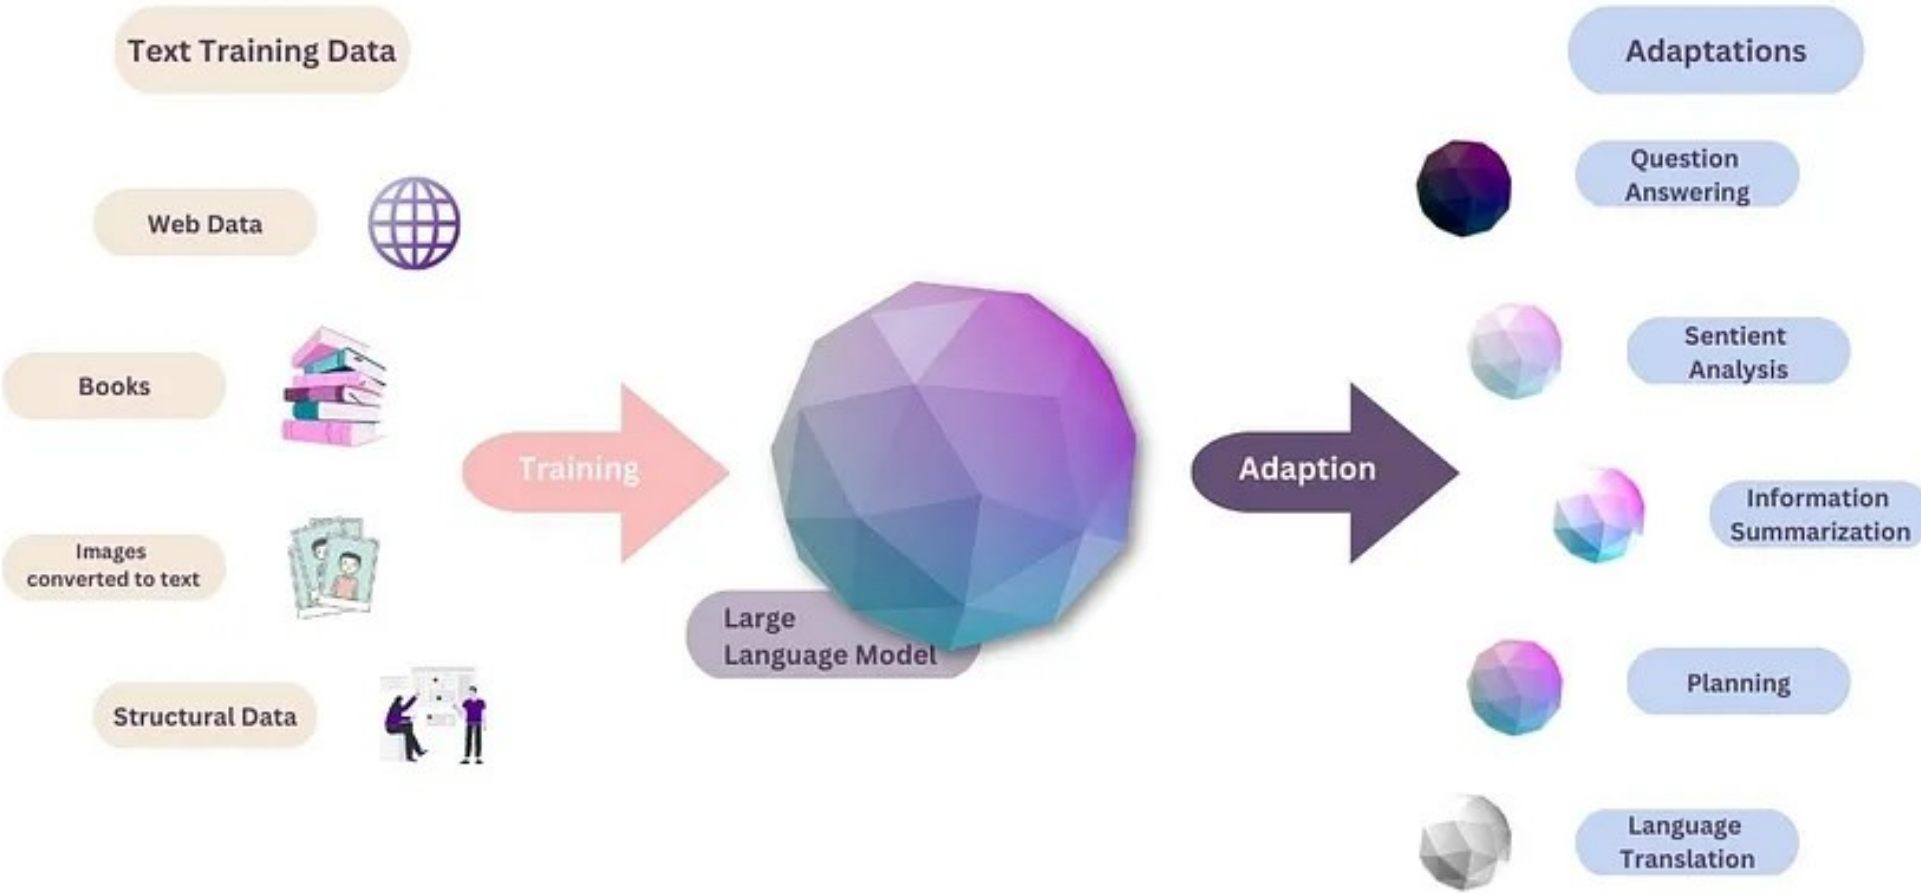 Text Training Data
Web Data
Books
Images
converted to text
Structural Data
Training
Large
Language Model
Adaption
Adaptations
Question
Answering
Sentient
Analysis
Information
Summarization
Planning
Language
Translation